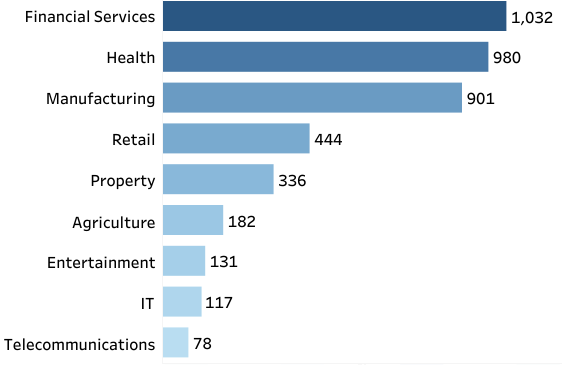 Financial Services 1,032
Health 980
Manufacturing 901
Retail 444
Property 336
Agriculture 182
Entertainment 131
IT 117
Telecommunications 78